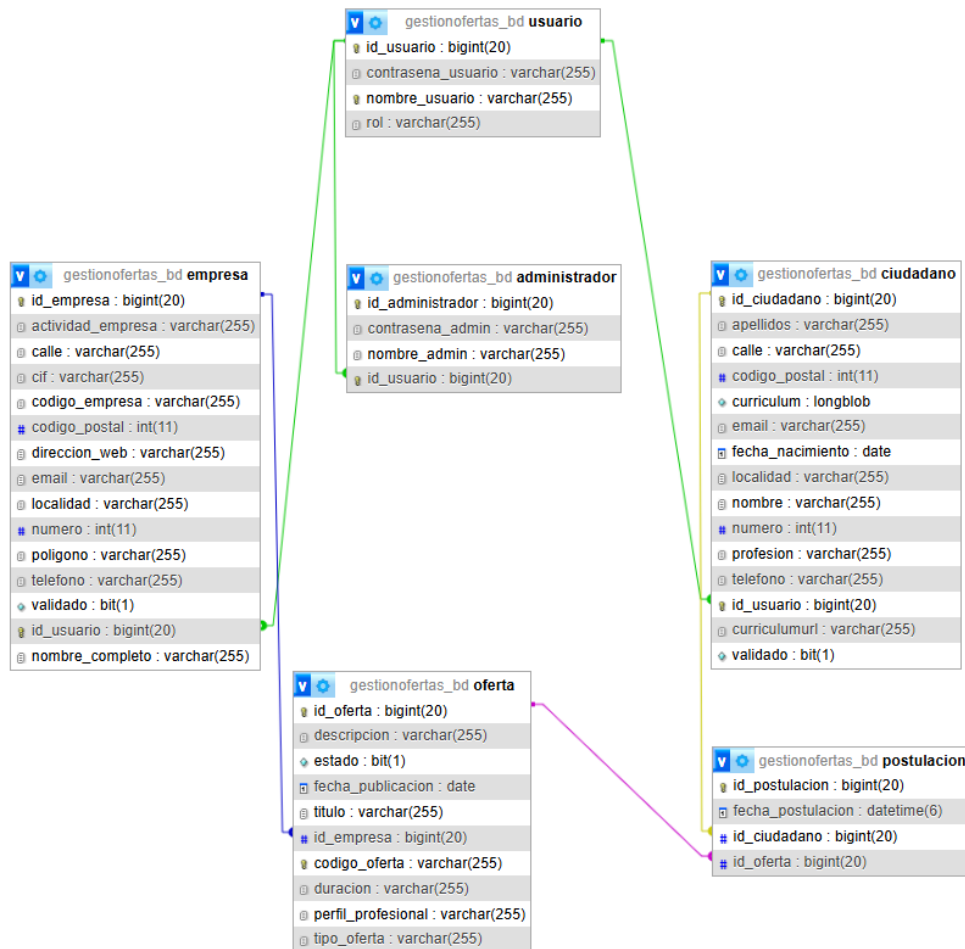 gestionofertas_bd usuario
id_usuario : bigint(20)
contrasena_usuario : varchar(255)
nombre_usuario : varchar(255)
rol : varchar(255)
gestionofertas_bd empresa
id_empresa : bigint(20)
actividad_empresa : varchar(255)
calle : varchar(255)
cif : varchar(255)
codigo_empresa : varchar(255)
codigo_postal : int(11)
direccion_web : varchar(255)
email : varchar(255)
localidad : varchar(255)
numero : int(11)
poligono : varchar(255)
telefono : varchar(255)
validado : bit(1)
id_usuario : bigint(20)
nombre_completo : varchar(255)
gestionofertas_bd administrador
id_administrador : bigint(20)
contrasena_admin : varchar(255)
nombre_admin : varchar(255)
id_usuario : bigint(20)
gestionofertas_bd ciudadano
id_ciudadano : bigint(20)
apellidos : varchar(255)
calle : varchar(255)
codigo_postal : int(11)
curriculum : longblob
email : varchar(255)
fecha_nacimiento : date
localidad : varchar(255)
nombre : varchar(255)
numero : int(11)
profesion : varchar(255)
telefono : varchar(255)
id_usuario : bigint(20)
curriculumurl : varchar(255)
validado : bit(1)
gestionofertas_bd oferta
id_oferta : bigint(20)
descripcion : varchar(255)
estado : bit(1)
fecha_publicacion : date
titulo : varchar(255)
id_empresa : bigint(20)
codigo_oferta : varchar(255)
duracion : varchar(255)
perfil_profesional : varchar(255)
tipo_oferta : varchar(255)
gestionofertas_bd postulacion
id_postulacion : bigint(20)
fecha_postulacion : datetime(6)
id_ciudadano : bigint(20)
id_oferta : bigint(20)